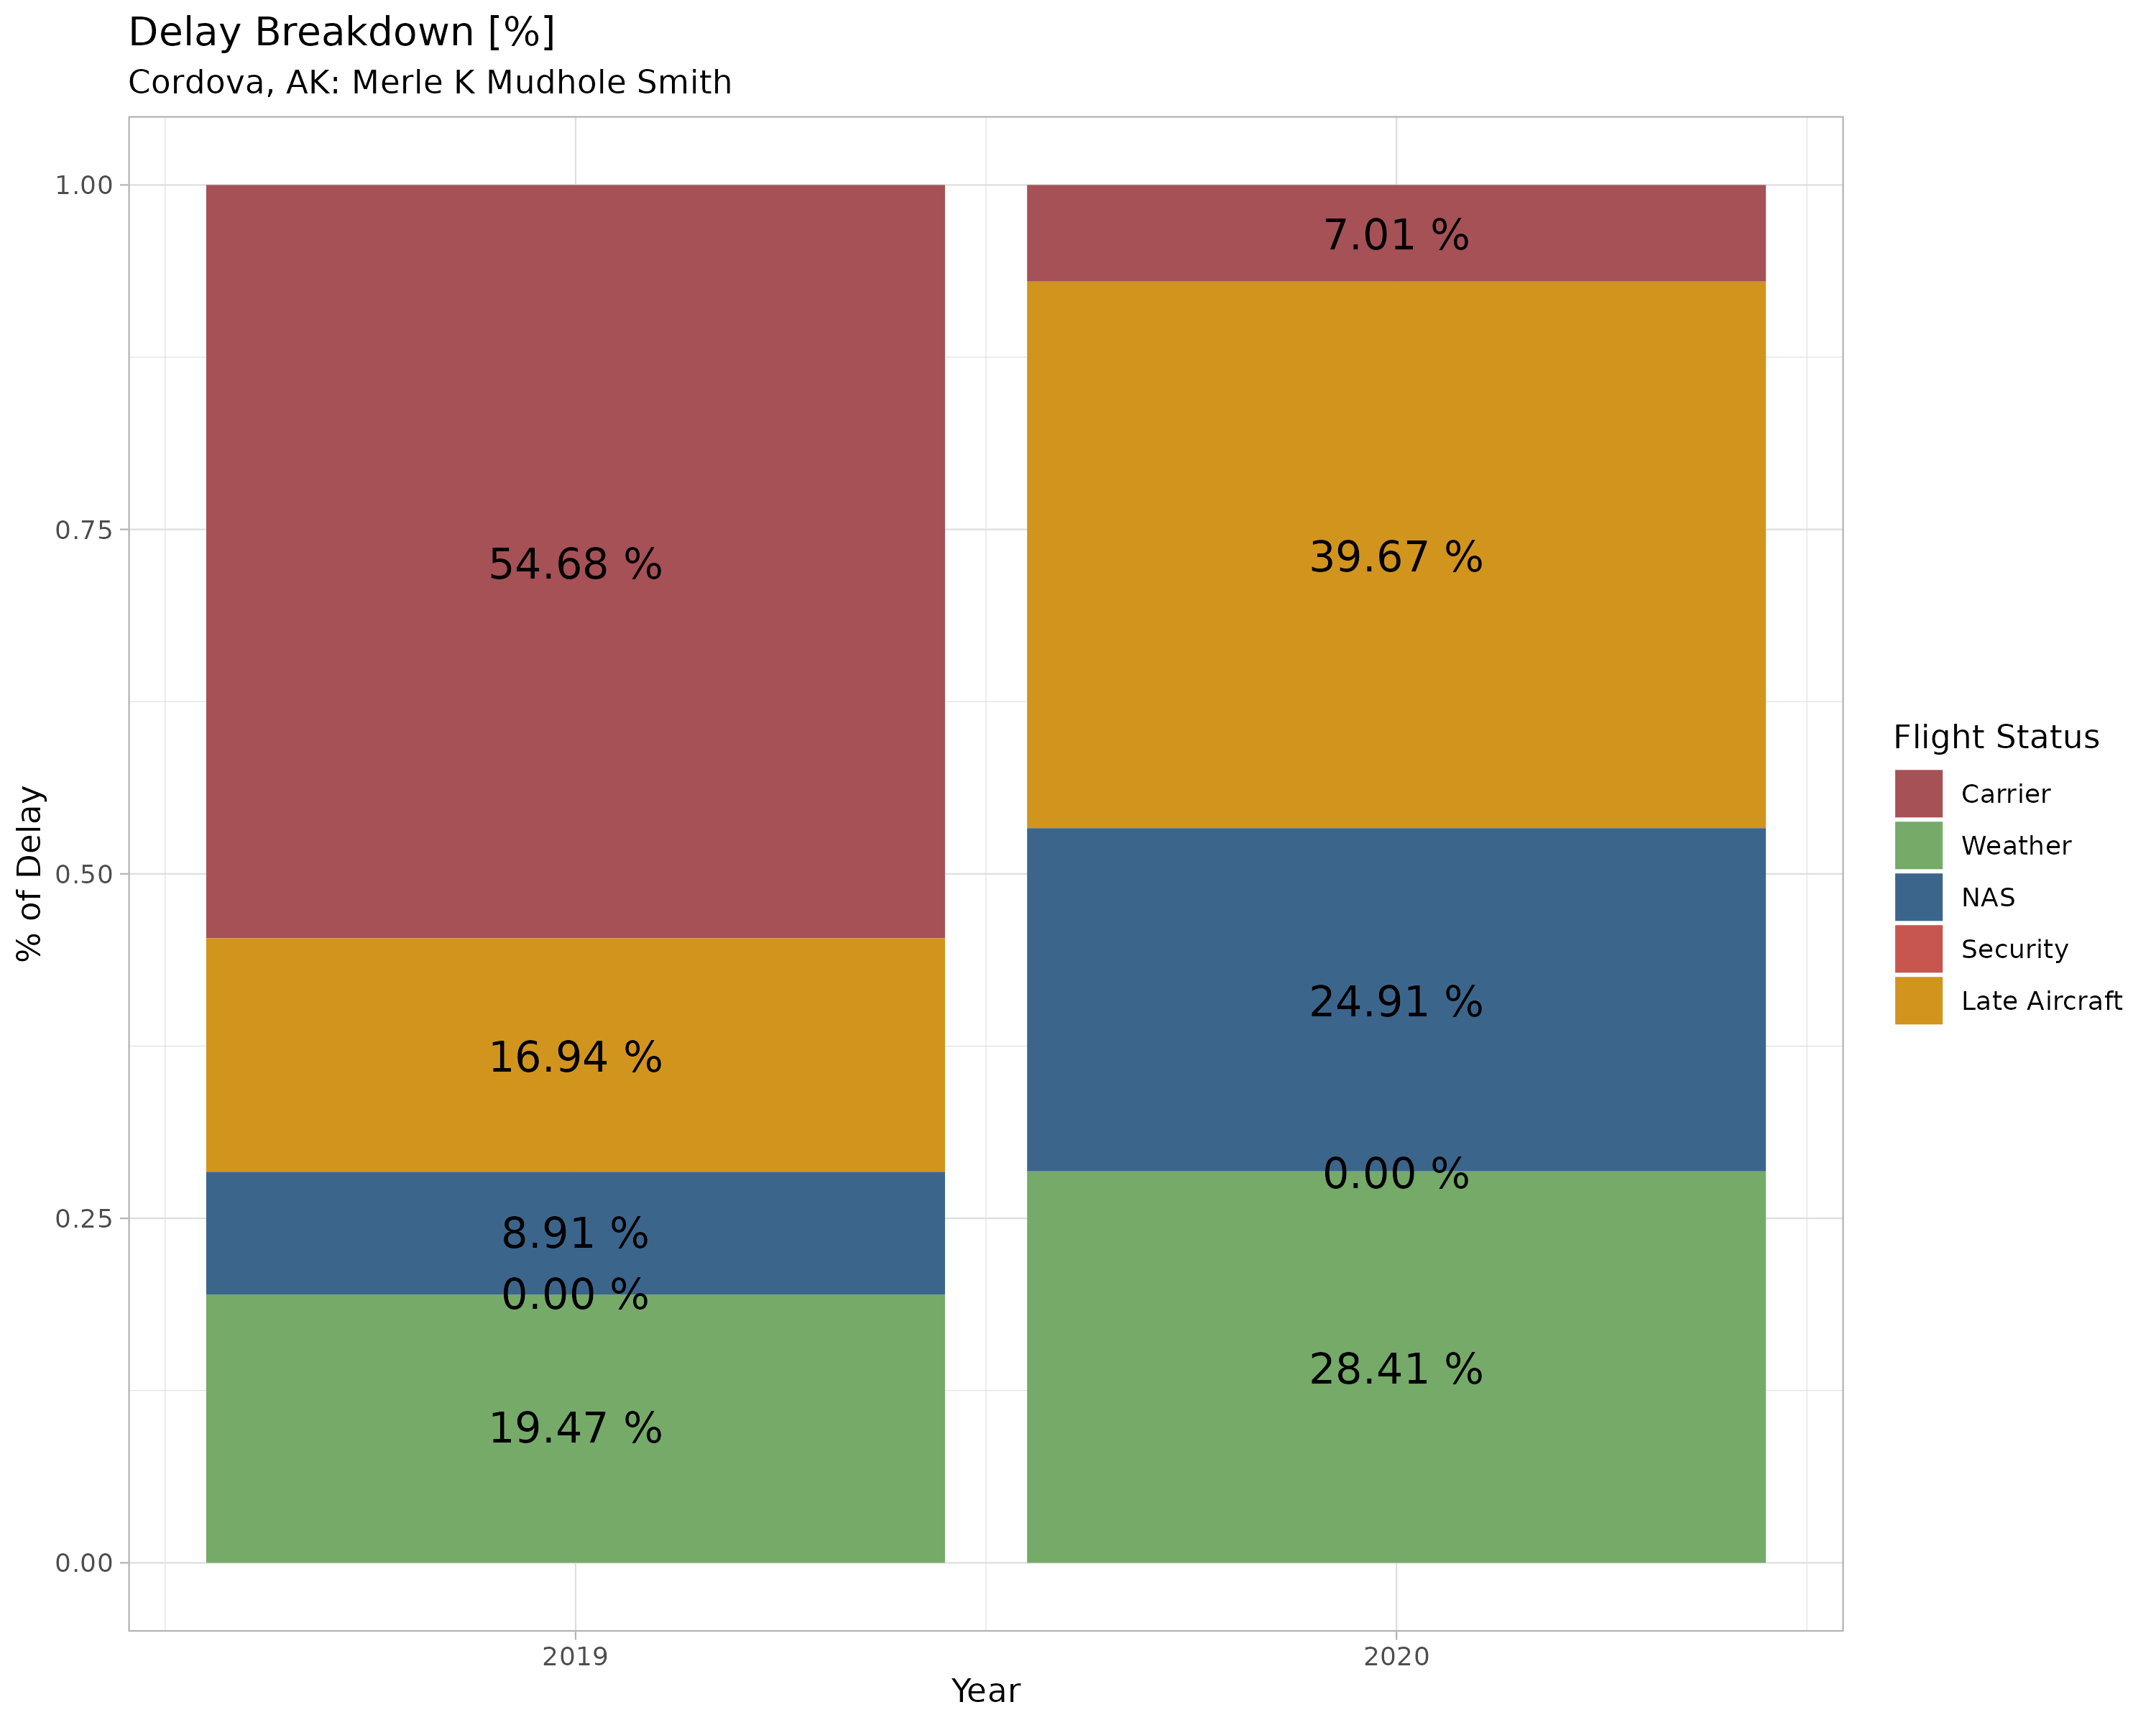 Delay Breakdown [%]
Cordova, AK: Merle K Mudhole Smith
% of Delay
1.00
0.75
0.50
0.25
0.00
54.68 %
16.94 %
8.91 %
0.00 %
19.47 %
7.01 %
39.67 %
24.91 %
0.00 %
28.41 %
2019
2020
Year
Flight Status
Carrier
Weather
NAS
Security
Late Aircraft